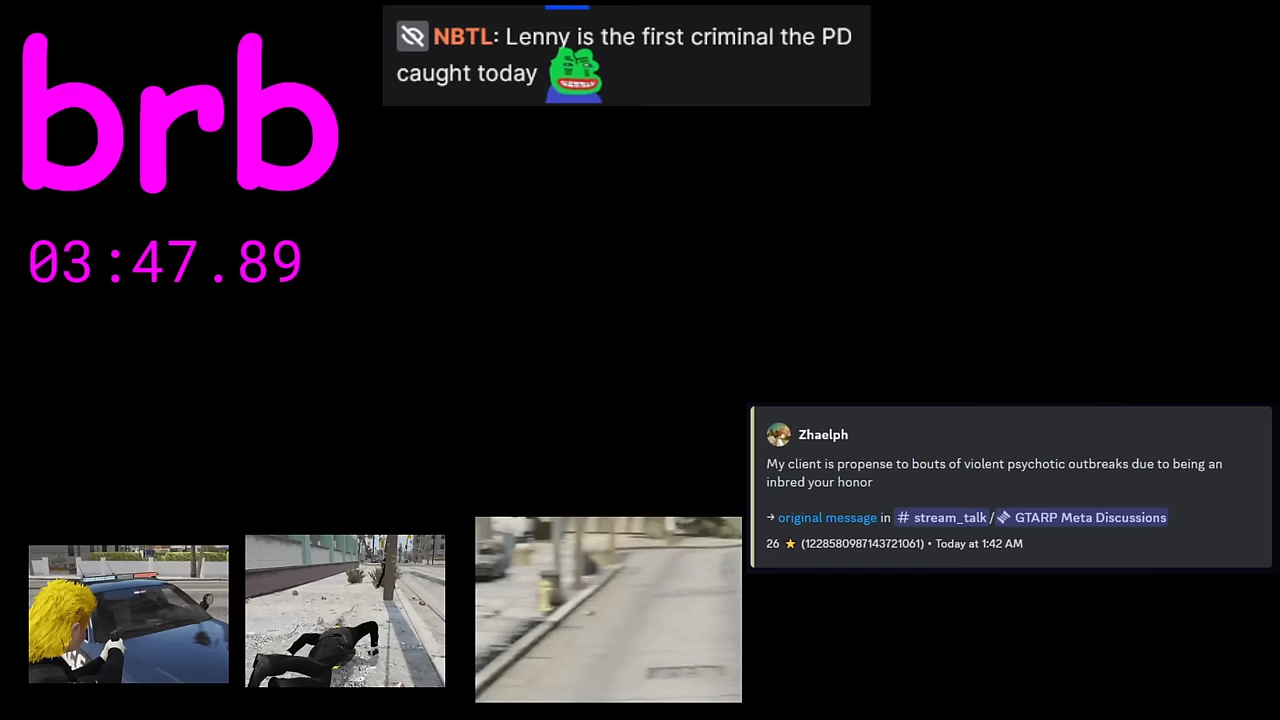 brb
03:47.89
NBTL: Lenny is the first criminal the PD
caught today
Zhaelph
My client is propense to bouts of violent psychotic outbreaks due to being an
inbred your honor
→ original message in # stream_talk / GTARP Meta Discussions
26 ⭐ (1228580987143721061) • Today at 1:42 AM